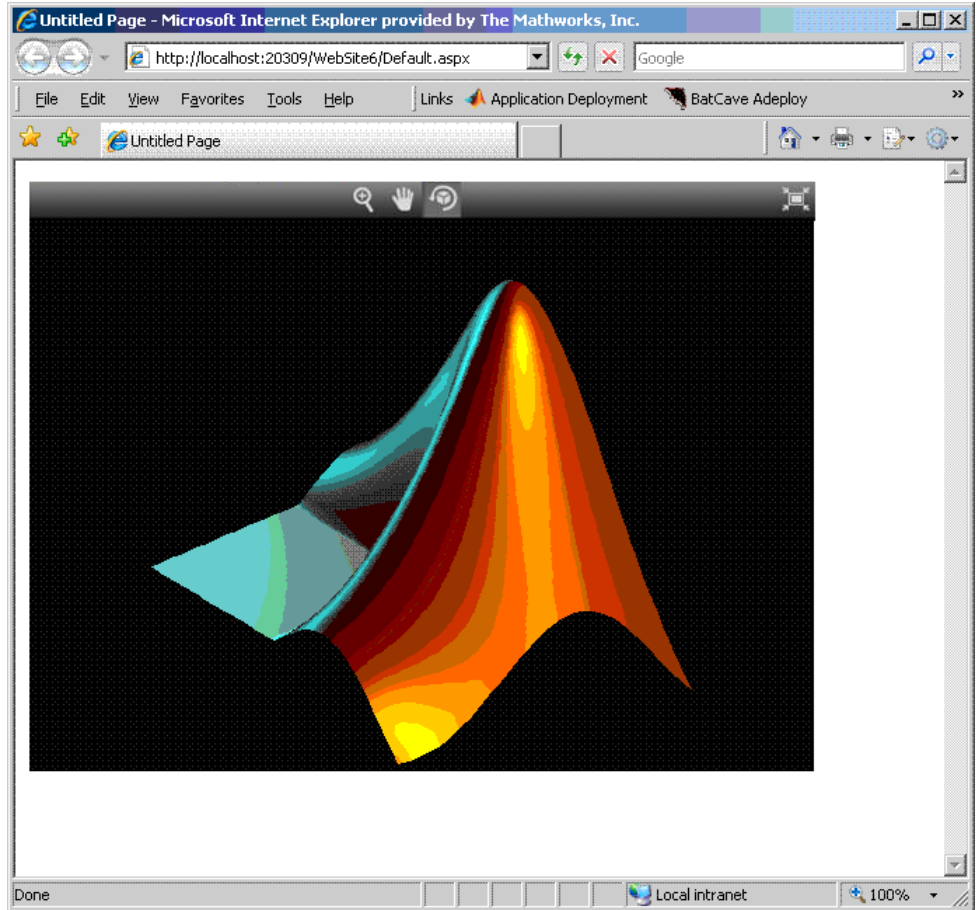 Untitled Page - Microsoft Internet Explorer provided by The Mathworks, Inc.
http://localhost:20309/WebSite6/Default.aspx
Google
File Edit View Favorites Tools Help Links Application Deployment BatCave Adeploy »
Untitled Page
Done Local intranet 100%